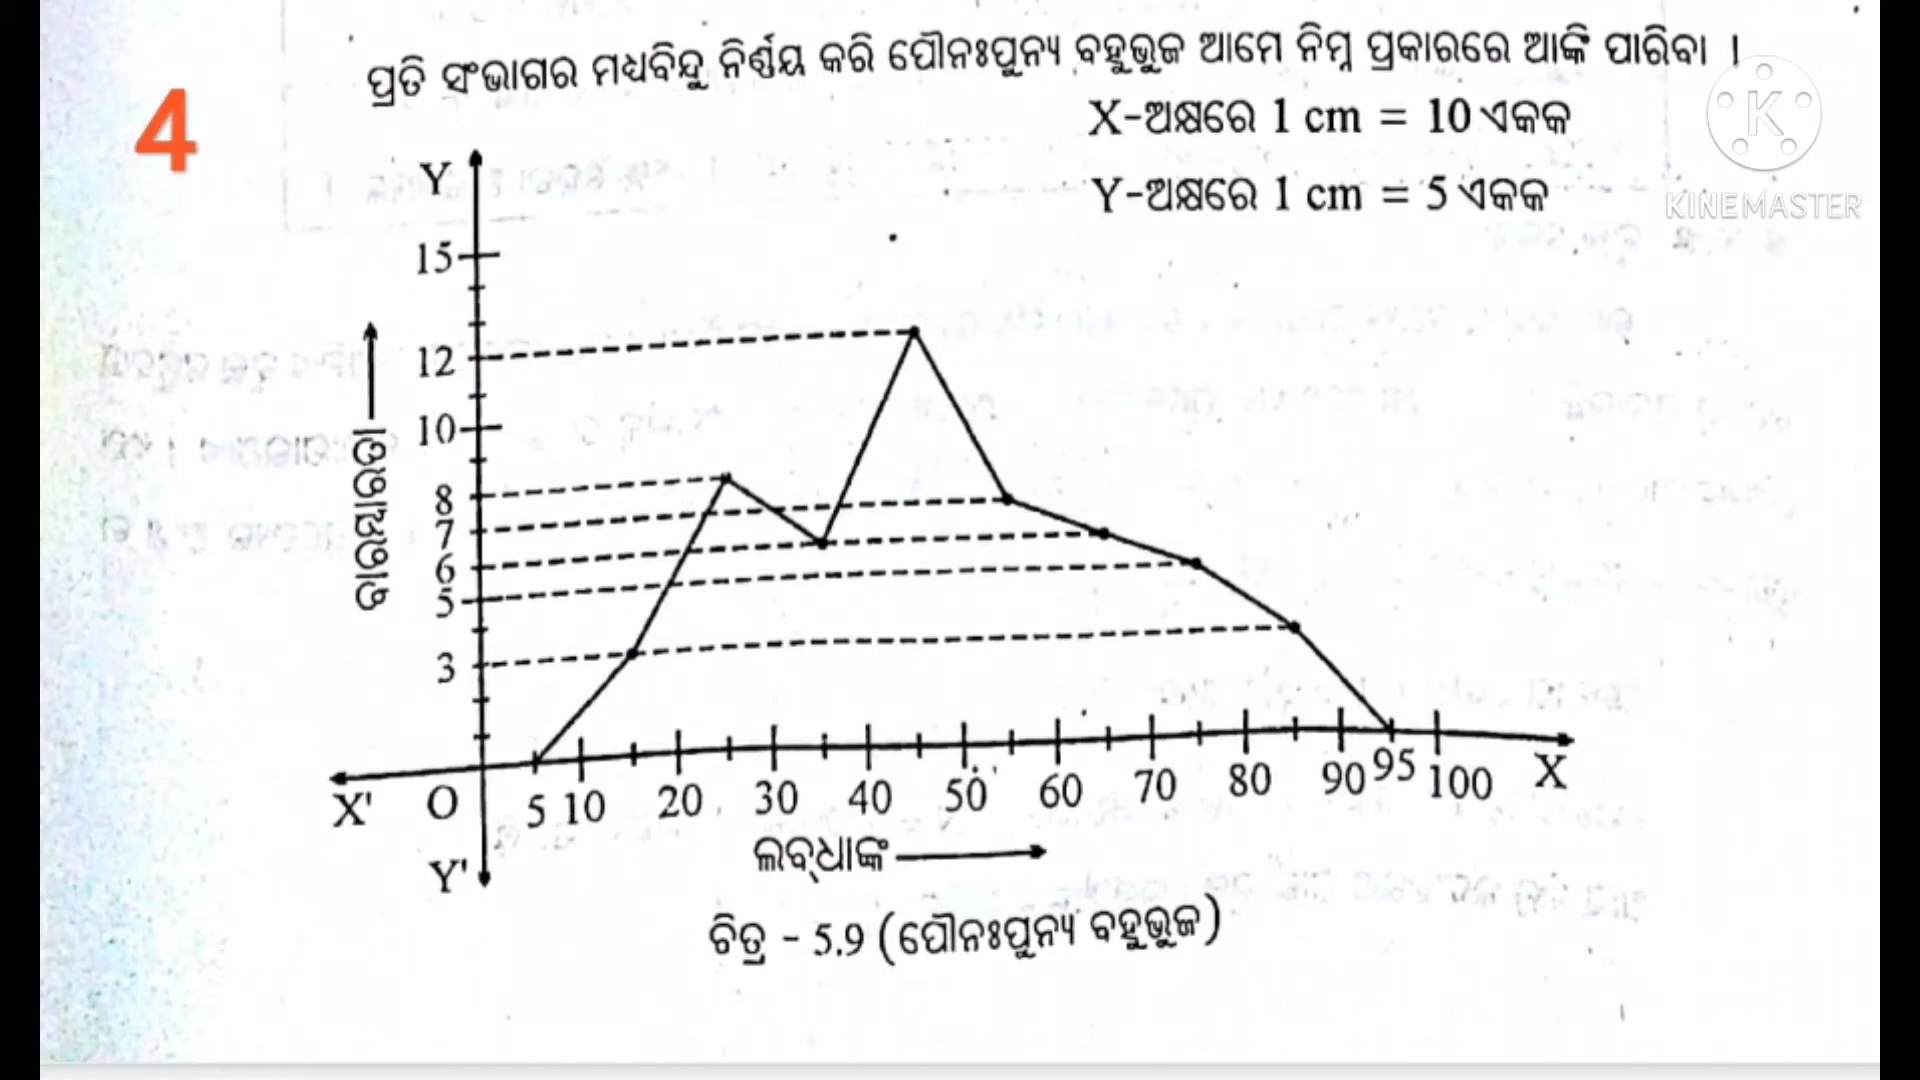 ପ୍ରତି ସଂଭାଗର ମଧ୍ୟବିନ୍ଦୁ ନିର୍ଣ୍ଣୟ କରି ପୌନଃପୁନ୍ୟ ବହୁଭୁଜ ଆମେ ନିମ୍ନ ପ୍ରକାରରେ ଆଙ୍କି ପାରିବା ।
4
X-ଅକ୍ଷରେ 1 cm = 10 ଏକକ
Y-ଅକ୍ଷରେ 1 cm = 5 ଏକକ
K
KINEMASTER
Y
15
12
10
8
7
6
5
3
ବାରମ୍ବାରତା
X' O 5 10 20 30 40 50 60 70 80 90 95 100 X
ଲବ୍ଧାଙ୍କ
Y'
ଚିତ୍ର - 5.9 (ପୌନଃପୁନ୍ୟ ବହୁଭୁଜ)